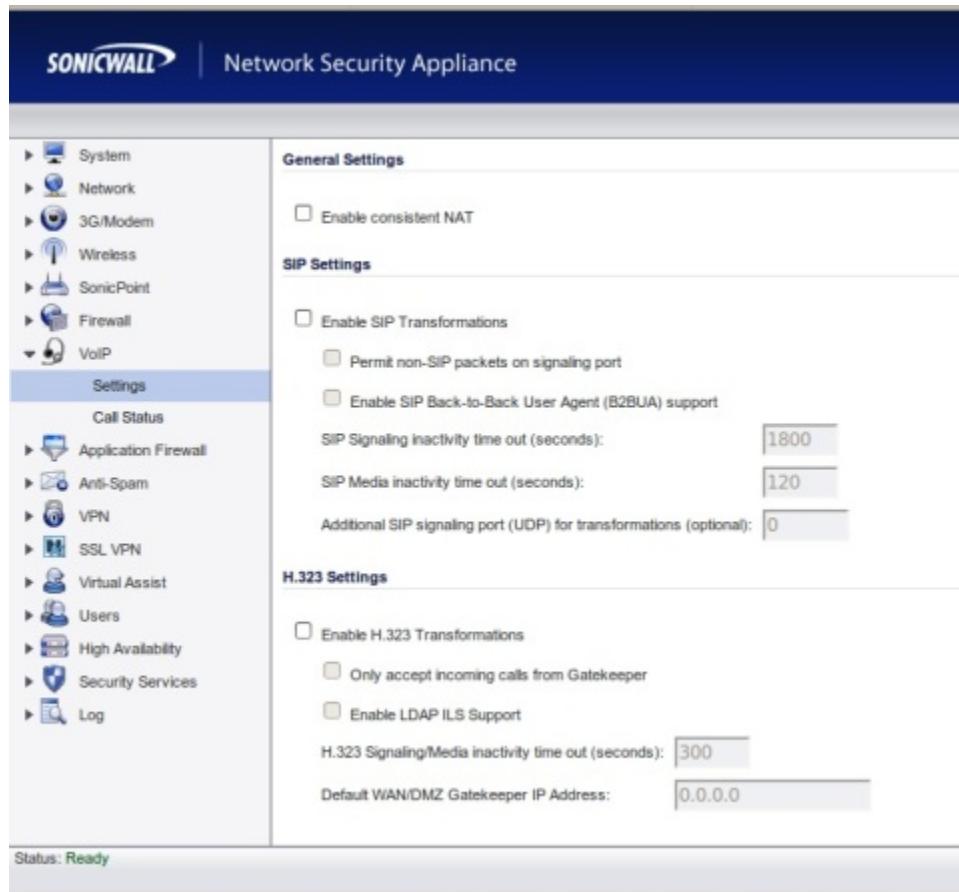 SONICWALL
Network Security Appliance
System
Network
3G/Modem
Wireless
SonicPoint
Firewall
VoIP
Settings
Call Status
Application Firewall
Anti-Spam
VPN
SSL VPN
Virtual Assist
Users
High Availability
Security Services
Log
General Settings
Enable consistent NAT
SIP Settings
Enable SIP Transformations
Permit non-SIP packets on signaling port
Enable SIP Back-to-Back User Agent (B2BUA) support
SIP Signaling inactivity time out (seconds): 1800
SIP Media inactivity time out (seconds): 120
Additional SIP signaling port (UDP) for transformations (optional): 0
H.323 Settings
Enable H.323 Transformations
Only accept incoming calls from Gatekeeper
Enable LDAP ILS Support
H.323 Signaling/Media inactivity time out (seconds): 300
Default WAN/DMZ Gatekeeper IP Address: 0.0.0.0
Status: Ready